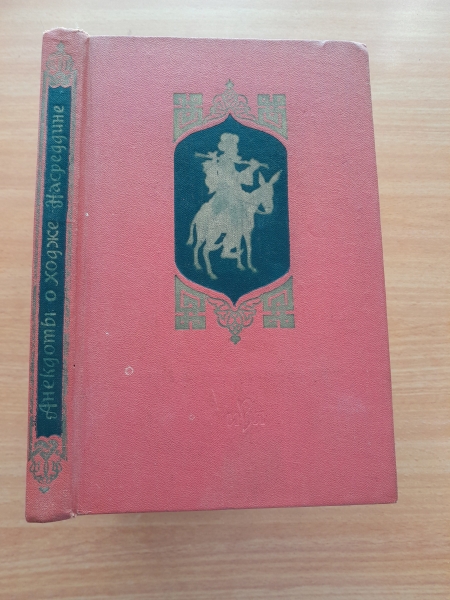 Анекдоты о ходже Насреддине